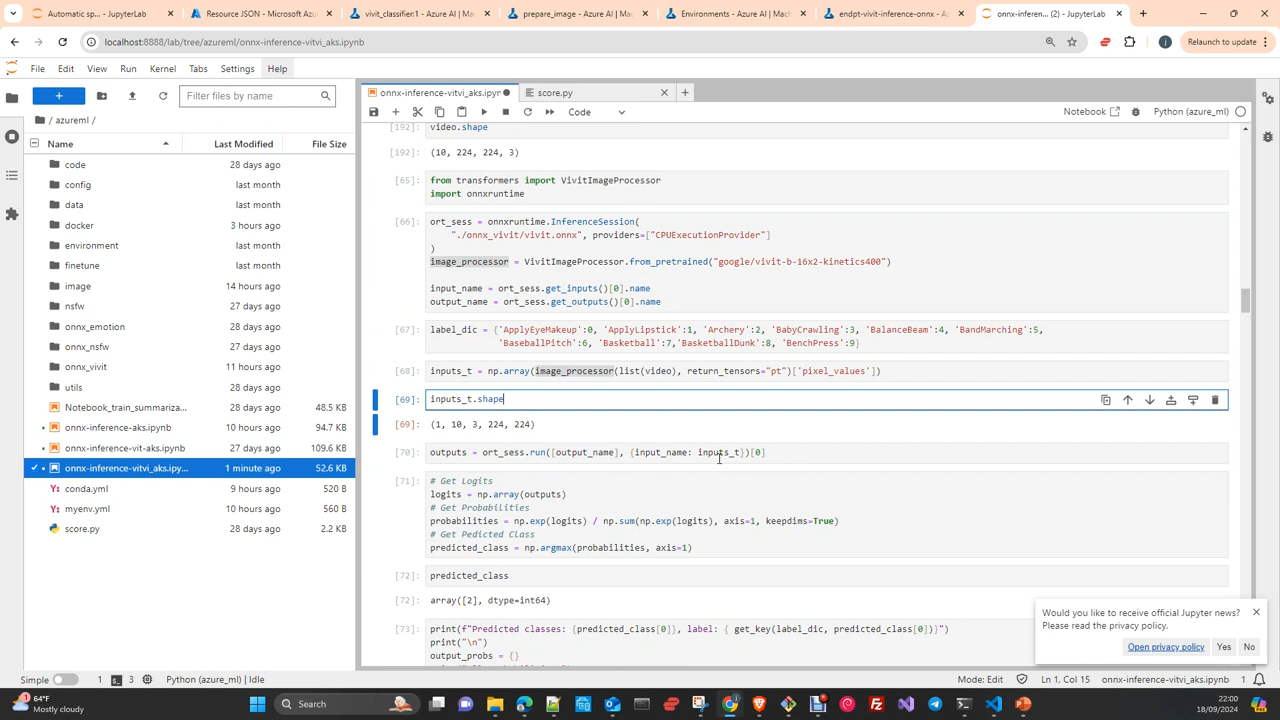 Automatic sp... - JupyterLab
Resource JSON - Microsoft Azu
vivit_classifier:1 - Azure AI | Mac
prepare_image - Azure AI | Mac
Environments - Azure AI | Machi
endpt-vivit-inference-onnx - Az
onnx-inferen... (2) - JupyterLab
localhost:8888/lab/tree/azureml/onnx-inference-vitvi_aks.ipynb
Relaunch to update
File Edit View Run Kernel Tabs Settings Help
onnx-inference-vitvi_aks.ipyn
score.py
Filter files by name
Code
Notebook
Python (azure_ml)
/ azureml /
Name Last Modified File Size
code 28 days ago
config last month
data last month
docker 3 hours ago
environment last month
finetune last month
image 14 hours ago
nsfw 27 days ago
onnx_emotion 28 days ago
onnx_nsfw 27 days ago
onnx_vivit 11 hours ago
utils last month
Notebook_train_summariza... last month 48.5 KB
onnx-inference-aks.ipynb 10 hours ago 94.7 KB
onnx-inference-vit-aks.ipynb 27 days ago 109.6 KB
onnx-inference-vitvi_aks.ipy... 1 minute ago 52.6 KB
conda.yml 9 hours ago 520 B
myenv.yml 10 hours ago 560 B
score.py 28 days ago 2.2 KB
[192]: video.shape
[192]: (10, 224, 224, 3)
[65]: from transformers import VivitImageProcessor
import onnxruntime
[66]: ort_sess = onnxruntime.InferenceSession(
"./onnx_vivit/vivit.onnx", providers=["CPUExecutionProvider"]
)
image_processor = VivitImageProcessor.from_pretrained("google/vivit-b-16x2-kinetics400")
input_name = ort_sess.get_inputs()[0].name
output_name = ort_sess.get_outputs()[0].name
[67]: label_dic = {'ApplyEyeMakeup':0, 'ApplyLipstick':1, 'Archery':2, 'BabyCrawling':3, 'BalanceBeam':4, 'BandMarching':5,
'BaseballPitch':6, 'Basketball':7,'BasketballDunk':8, 'BenchPress':9}
[68]: inputs_t = np.array(image_processor(list(video), return_tensors="pt")['pixel_values'])
[69]: inputs_t.shape
[69]: (1, 10, 3, 224, 224)
[70]: outputs = ort_sess.run([output_name], {input_name: inputs_t})[0]
[71]: # Get Logits
logits = np.array(outputs)
# Get Probabilities
probabilities = np.exp(logits) / np.sum(np.exp(logits), axis=1, keepdims=True)
# Get Pedicted Class
predicted_class = np.argmax(probabilities, axis=1)
[72]: predicted_class
[72]: array([2], dtype=int64)
[73]: print(f"Predicted classes: {predicted_class[0]}, label: { get_key(label_dic, predicted_class[0])}")
print("\n")
output_probs = {}
Would you like to receive official Jupyter news?
Please read the privacy policy.
Open privacy policy Yes No
Simple 1 3 Python (azure_ml) | Idle
Mode: Edit Ln 1, Col 15 onnx-inference-vitvi_aks.ipynb 1
64°F
Mostly cloudy
Search
22:00
18/09/2024